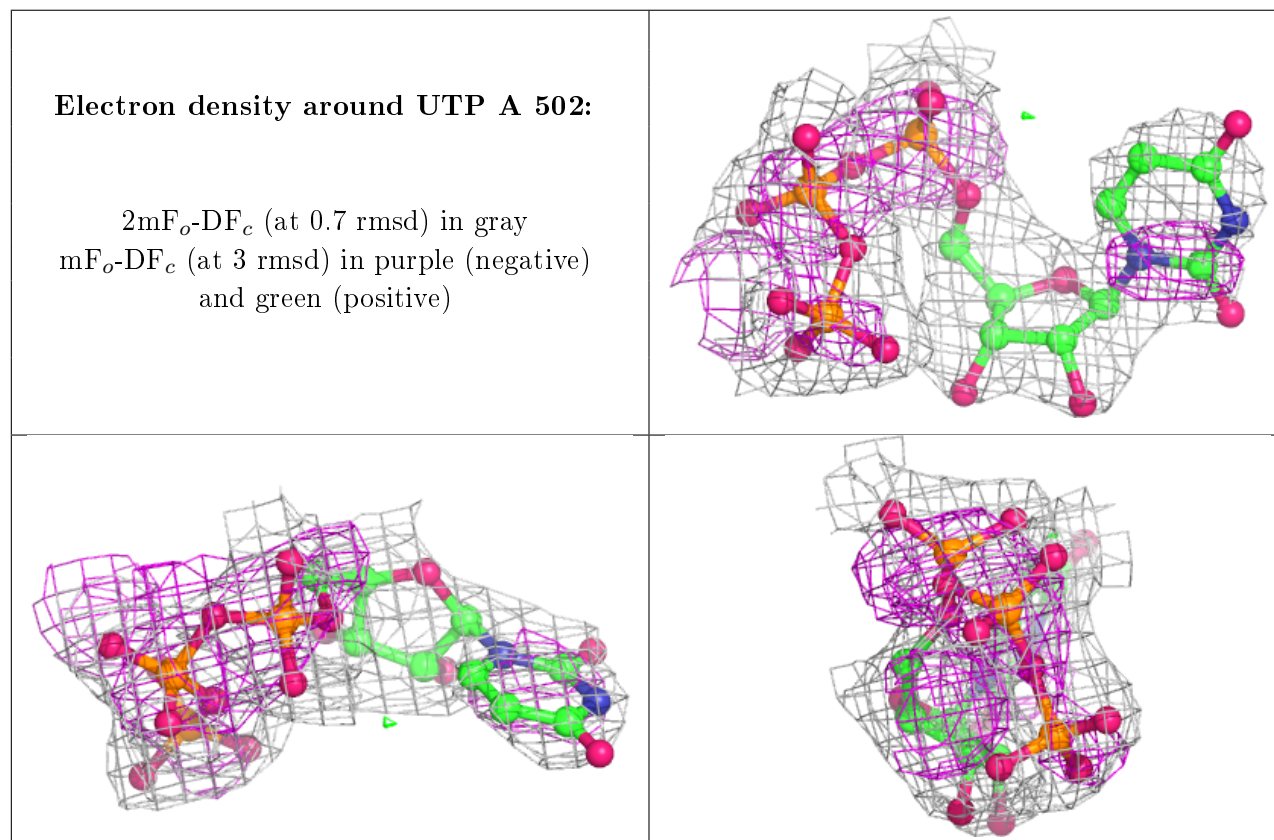 Electron density around UTP A 502:
2mFₒ-DF𝒸 (at 0.7 rmsd) in gray
mFₒ-DF𝒸 (at 3 rmsd) in purple (negative)
and green (positive)